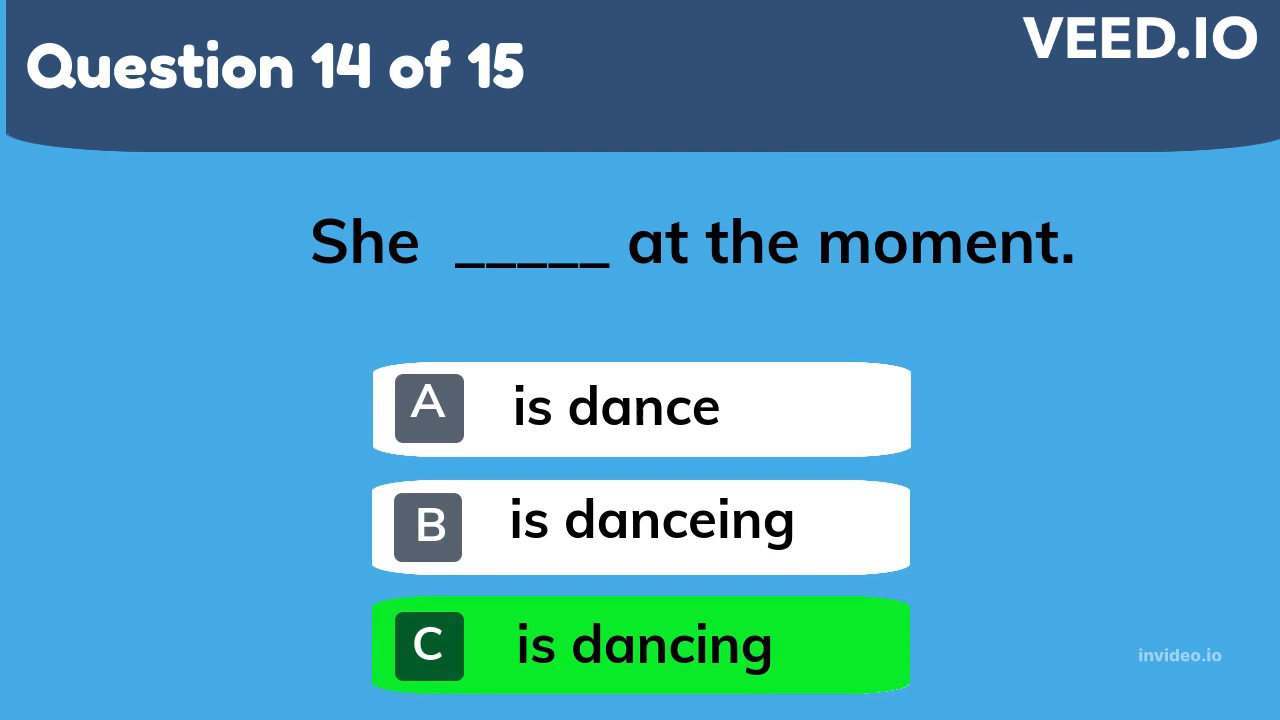 VEED.IO
Question 14 of 15
She _____ at the moment.
A is dance
B is danceing
C is dancing
invideo.io